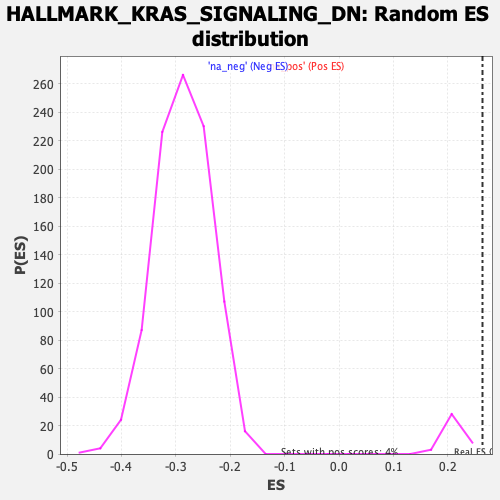 HALLMARK_KRAS_SIGNALING_DN: Random ES
distribution
'na_neg' (Neg ES)
pos' (Pos ES)
P(ES)
260
240
220
200
180
160
140
120
100
80
60
40
20
0
Sets with pos scores: 4%
Real ES
-0.5 -0.4 -0.3 -0.2 -0.1 0.0 0.1 0.2
ES